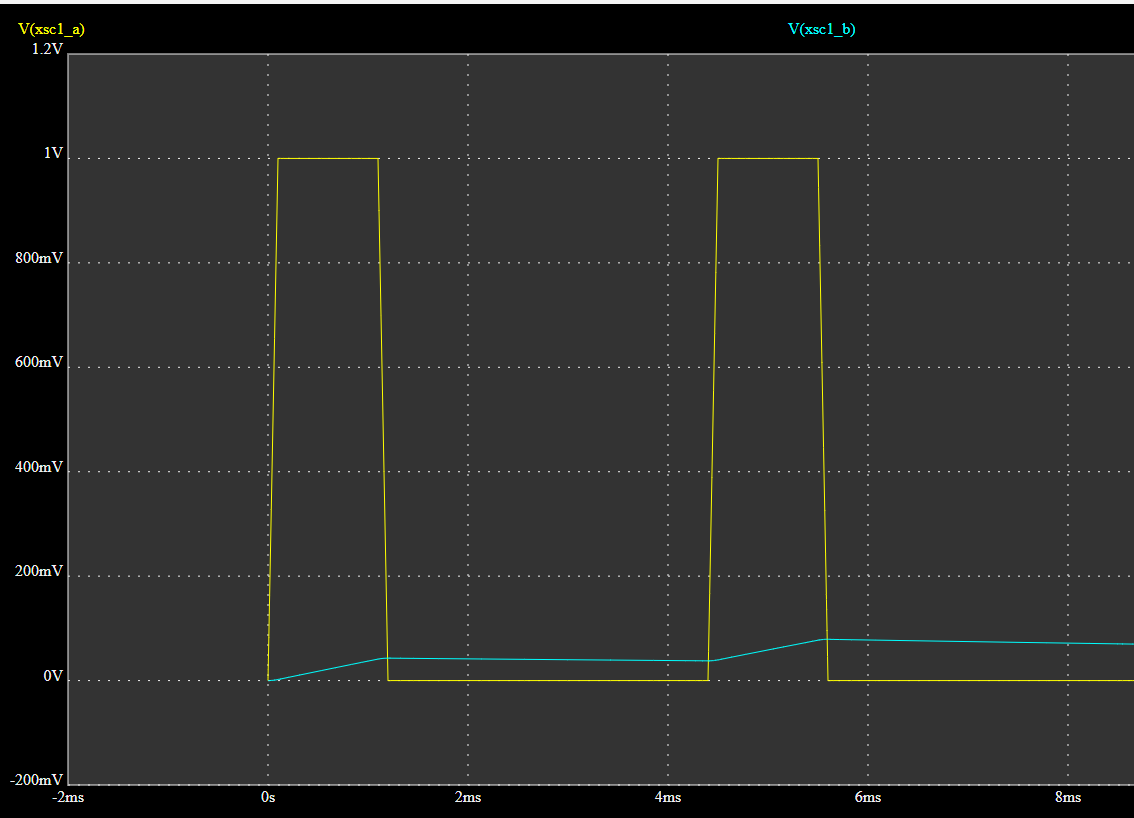 V(xsc1_a) V(xsc1_b)
1.2V
1V
800mV
600mV
400mV
200mV
0V
-200mV
-2ms 0s 2ms 4ms 6ms 8ms